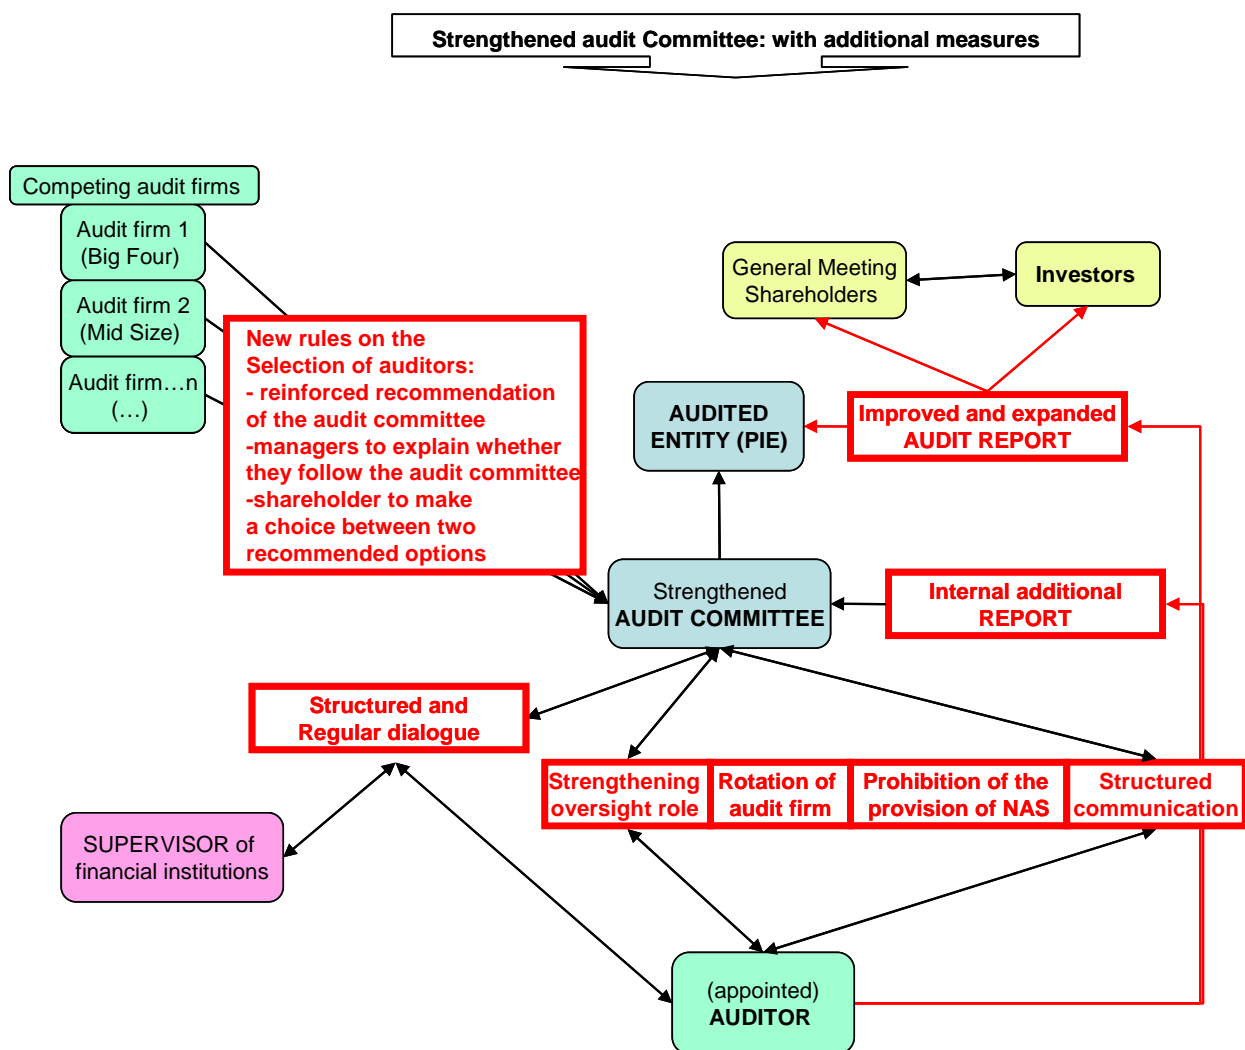 Strengthened audit Committee: with additional measures
Competing audit firms
Audit firm 1
(Big Four)
Audit firm 2
(Mid Size)
Audit firm…n
(…)
New rules on the
Selection of auditors:
- reinforced recommendation
of the audit committee
-managers to explain whether
they follow the audit committee
-shareholder to make
a choice between two
recommended options
General Meeting
Shareholders
Investors
AUDITED
ENTITY (PIE)
Improved and expanded
AUDIT REPORT
Strengthened
AUDIT COMMITTEE
Internal additional
REPORT
Structured and
Regular dialogue
Strengthening
oversight role
Rotation of
audit firm
Prohibition of the
provision of NAS
Structured
communication
SUPERVISOR of
financial institutions
(appointed)
AUDITOR